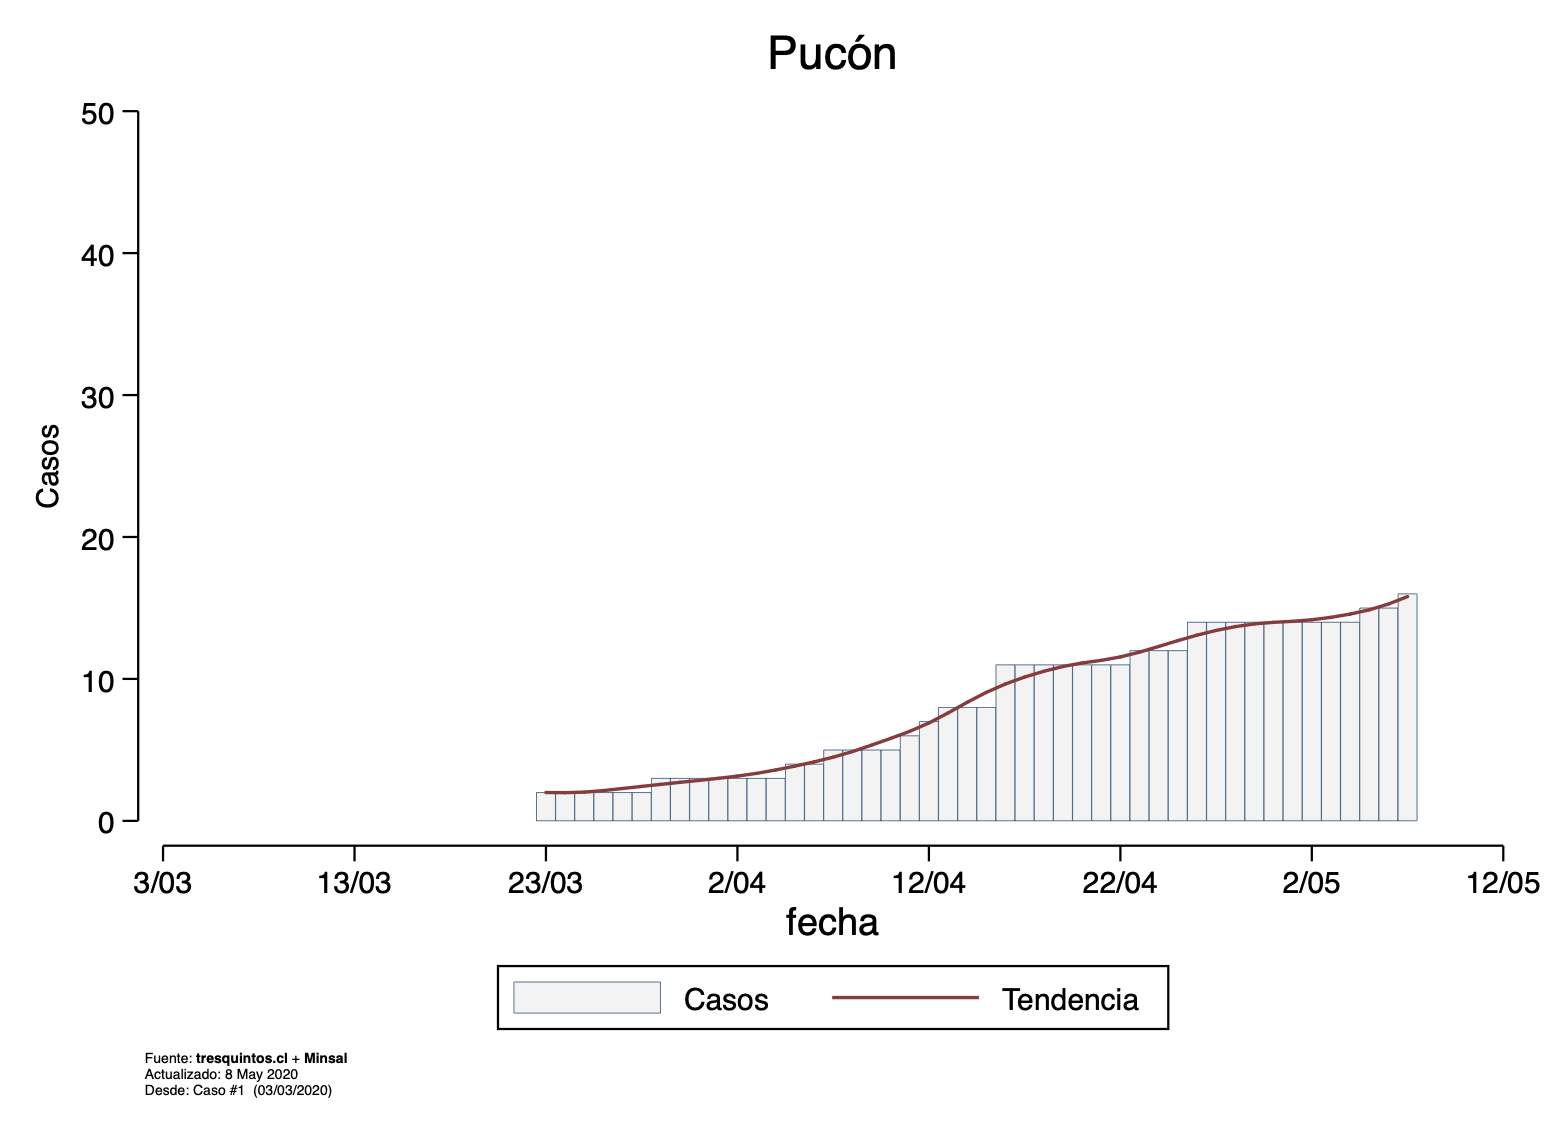 Pucón
50
40
30
20
10
0
Casos
3/03 13/03 23/03 2/04 12/04 22/04 2/05 12/05
fecha
Casos Tendencia
Fuente: tresquintos.cl + Minsal
Actualizado: 8 May 2020
Desde: Caso #1 (03/03/2020)